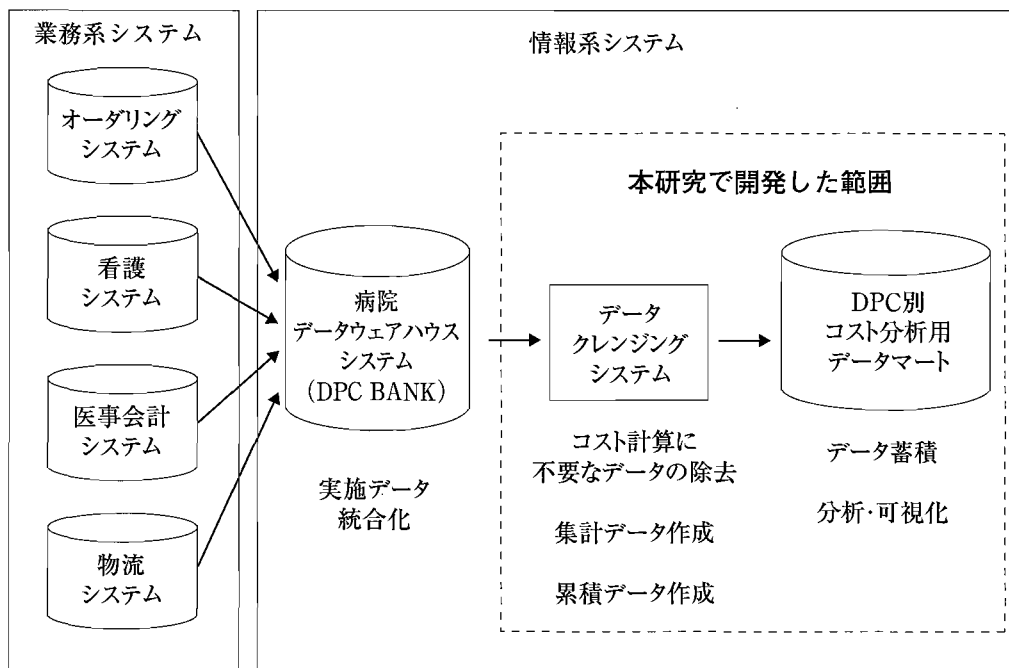 業務系システム
オーダリング
システム
看護
システム
医事会計
システム
物流
システム
情報系システム
病院
データウェアハウス
システム
(DPC BANK)
実施データ
統合化
本研究で開発した範囲
データ
クレンジング
システム
コスト計算に
不要なデータの除去
集計データ作成
累積データ作成
DPC別
コスト分析用
データマート
データ蓄積
分析・可視化